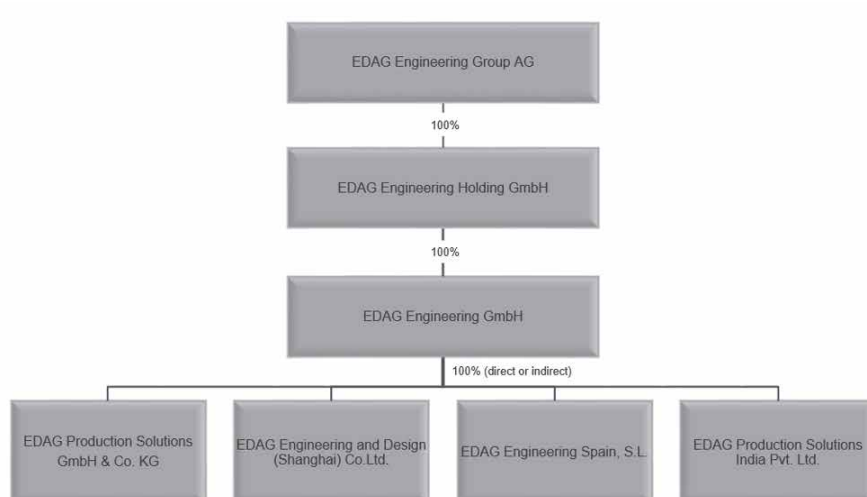 EDAG Engineering Group AG
100%
EDAG Engineering Holding GmbH
100%
EDAG Engineering GmbH
100% (direct or indirect)
EDAG Production Solutions
GmbH & Co. KG
EDAG Engineering and Design
(Shanghai) Co.Ltd.
EDAG Engineering Spain, S.L.
EDAG Production Solutions
India Pvt. Ltd.